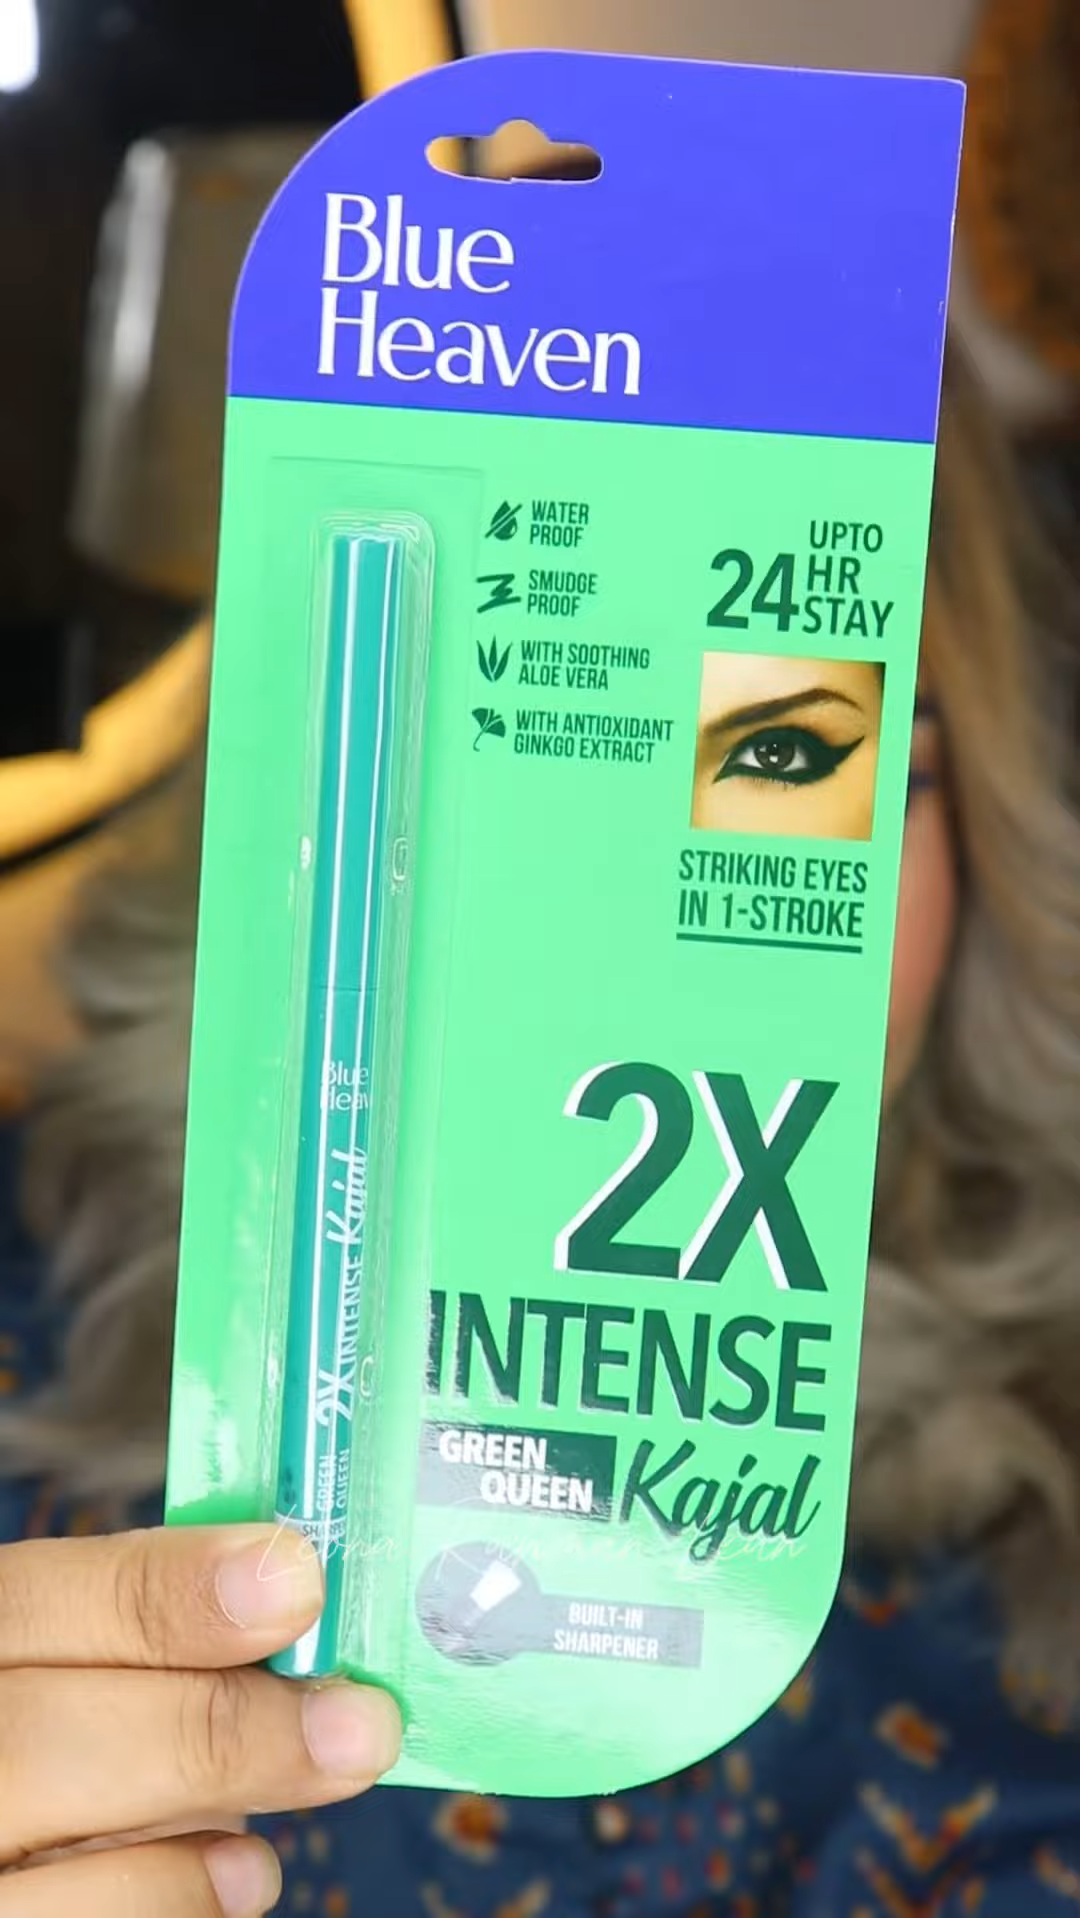 Blue
Heaven
WATER
PROOF
SMUDGE
PROOF
WITH SOOTHING
ALOE VERA
WITH ANTIOXIDANT
GINKGO EXTRACT
UPTO
24 HR
STAY
STRIKING EYES
IN 1-STROKE
2X
INTENSE
GREEN
QUEEN
Kajal
BUILT-IN
SHARPENER
Blue
Heav
2X INTENSE Kajal
GREEN
QUEEN